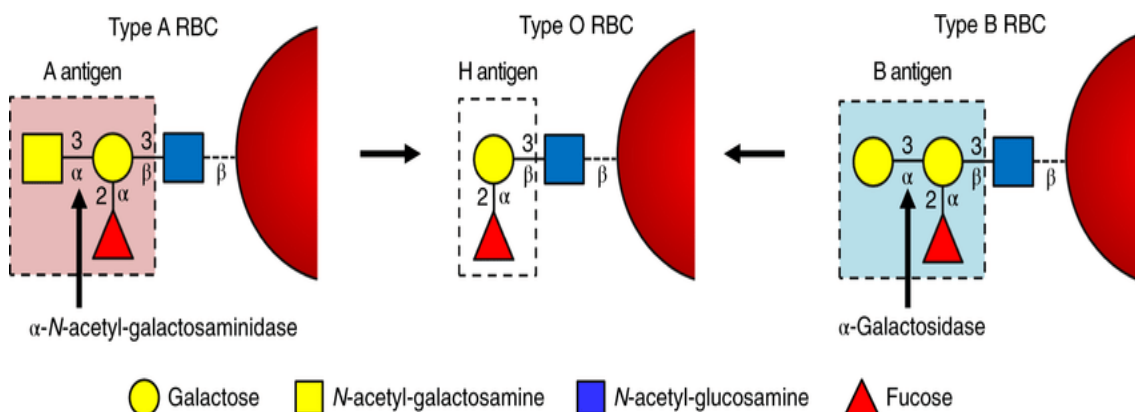 Type A RBC
Type O RBC
Type B RBC
A antigen
H antigen
B antigen
3 3
α β β
2 α
3
β β
2 α
3 3
α β β
2 α
α-N-acetyl-galactosaminidase
α-Galactosidase
Galactose
N-acetyl-galactosamine
N-acetyl-glucosamine
Fucose